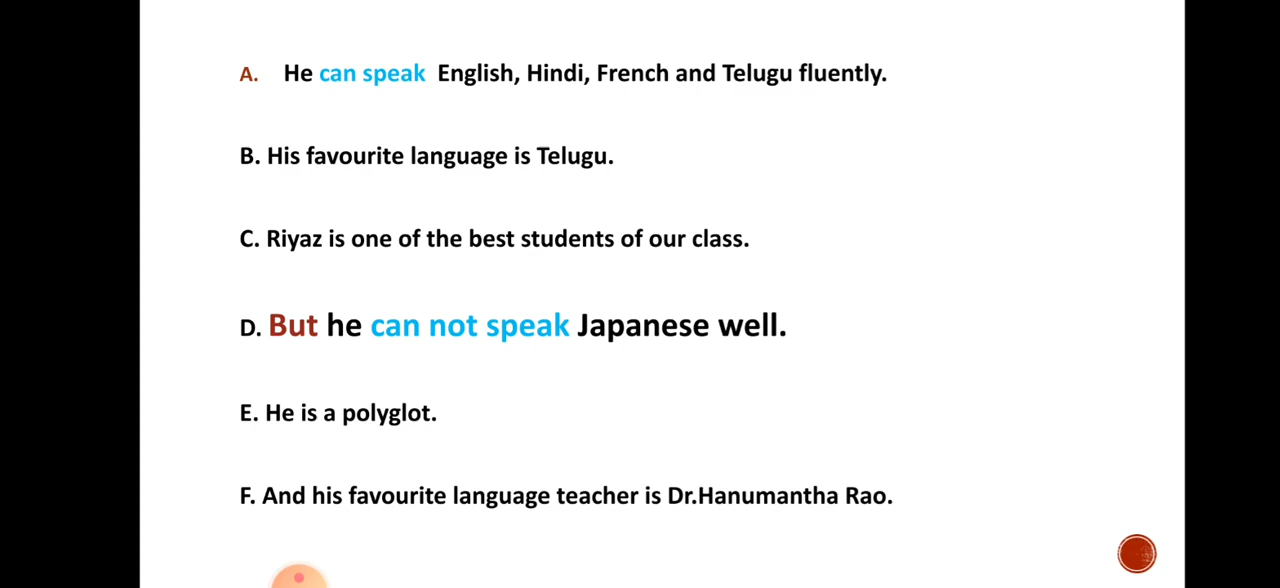 A. He can speak English, Hindi, French and Telugu fluently.
B. His favourite language is Telugu.
C. Riyaz is one of the best students of our class.
D. But he can not speak Japanese well.
E. He is a polyglot.
F. And his favourite language teacher is Dr.Hanumantha Rao.